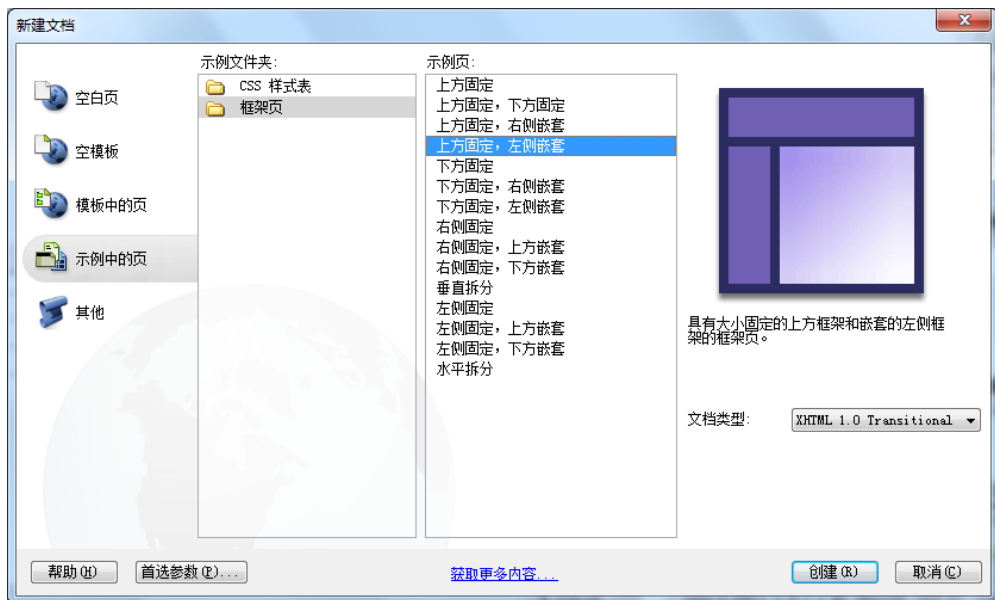 新建文档
空白页
空模板
模板中的页
示例中的页
其他
示例文件夹:
CSS 样式表
框架页
示例页:
上方固定
上方固定，下方固定
上方固定，右侧嵌套
上方固定，左侧嵌套
下方固定
下方固定，右侧嵌套
下方固定，左侧嵌套
右侧固定
右侧固定，上方嵌套
右侧固定，下方嵌套
垂直拆分
左侧固定
左侧固定，上方嵌套
左侧固定，下方嵌套
水平拆分
具有大小固定的上方框架和嵌套的左侧框
架的框架页。
文档类型:
XHTML 1.0 Transitional
帮助(H)
首选参数(P)...
获取更多内容...
创建(R)
取消(C)